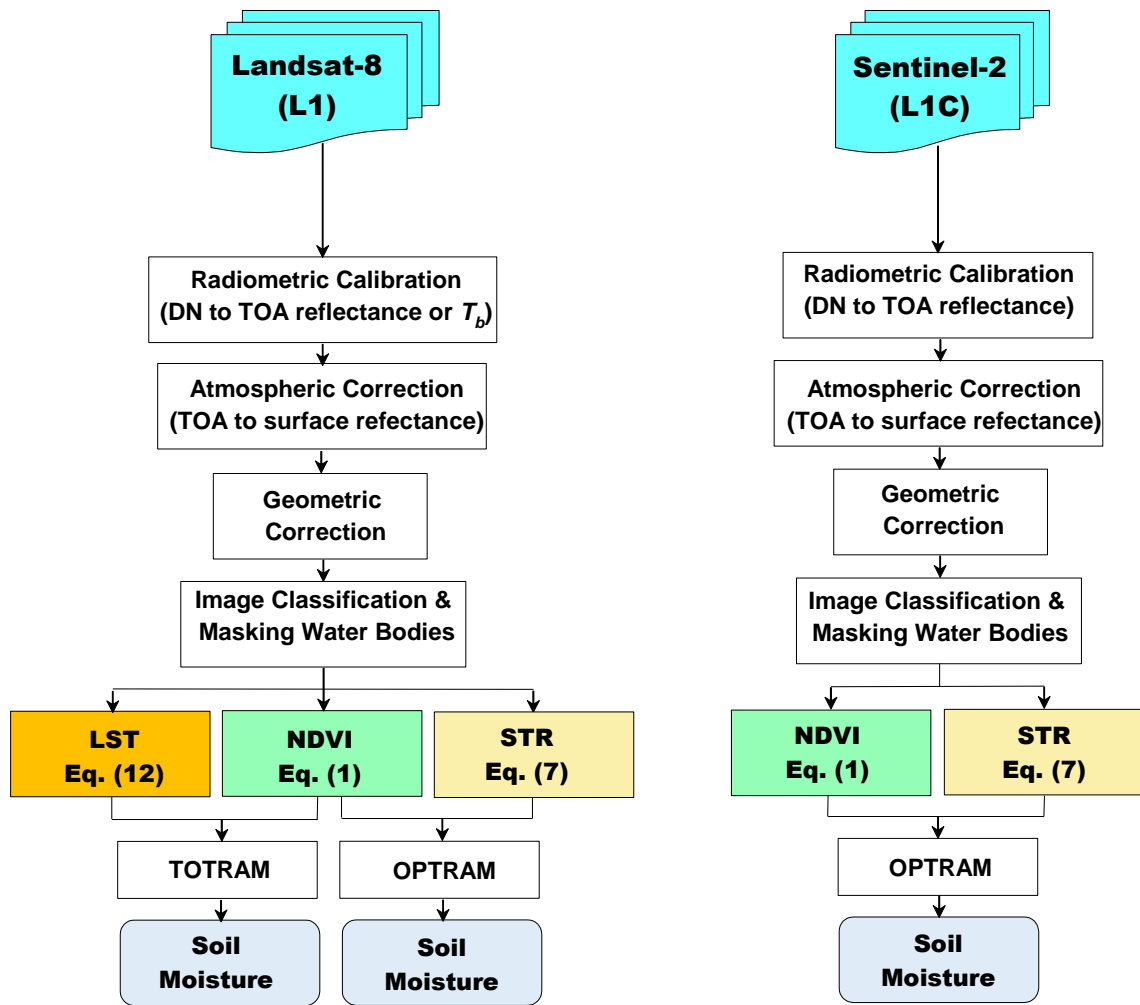 Landsat-8
(L1)
Radiometric Calibration
(DN to TOA reflectance or Tb)
Atmospheric Correction
(TOA to surface refectance)
Geometric
Correction
Image Classification &
Masking Water Bodies
LST
Eq. (12)
NDVI
Eq. (1)
STR
Eq. (7)
TOTRAM
OPTRAM
Soil
Moisture
Soil
Moisture
Sentinel-2
(L1C)
Radiometric Calibration
(DN to TOA reflectance)
Atmospheric Correction
(TOA to surface refectance)
Geometric
Correction
Image Classification &
Masking Water Bodies
NDVI
Eq. (1)
STR
Eq. (7)
OPTRAM
Soil
Moisture